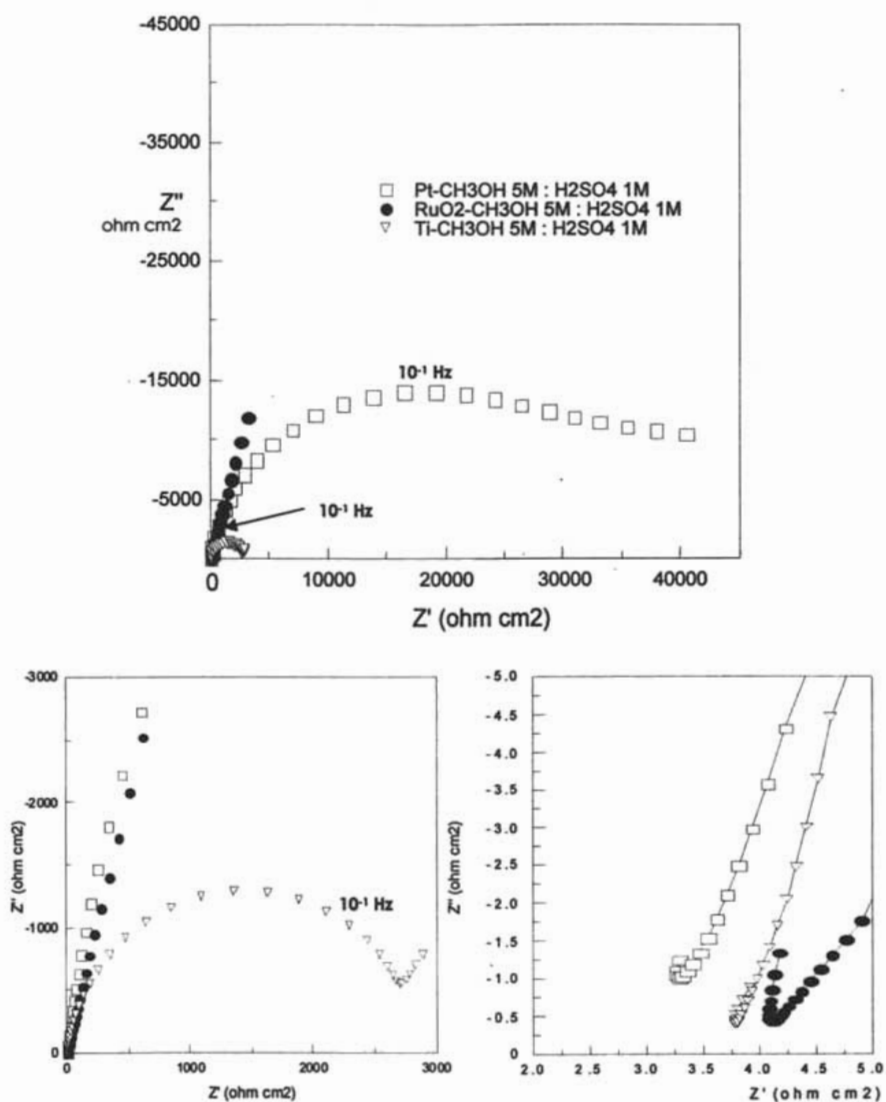 -45000
-35000
Z"
ohm cm2
-25000
-15000
-5000
□ Pt-CH3OH 5M : H2SO4 1M
● RuO2-CH3OH 5M : H2SO4 1M
▽ Ti-CH3OH 5M : H2SO4 1M
10⁻¹ Hz
10⁻¹ Hz
0 10000 20000 30000 40000
Z' (ohm cm2)
-3000
-2000
-1000
0
Z" (ohm cm2)
10⁻¹ Hz
0 1000 2000 3000
Z' (ohm cm2)
-5.0
-4.5
-4.0
-3.5
-3.0
-2.5
-2.0
-1.5
-1.0
-0.5
0
Z" (ohm cm2)
2.0 2.5 3.0 3.5 4.0 4.5 5.0
Z' (ohm cm2)